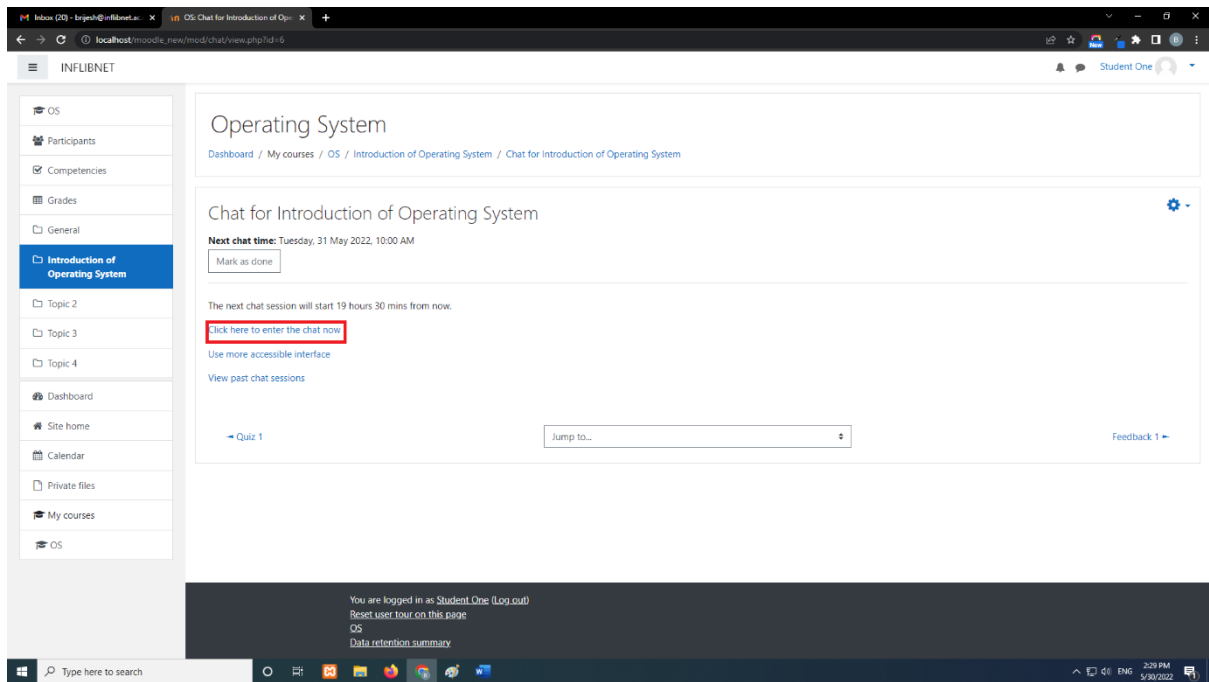 Inbox (20) - brijesh@inflibnet.ac.
OS: Chat for Introduction of Ope
localhost/moodle_new/mod/chat/view.php?id=6
New
B
INFLIBNET
Student One
OS
Participants
Competencies
Grades
General
Introduction of
Operating System
Topic 2
Topic 3
Topic 4
Dashboard
Site home
Calendar
Private files
My courses
OS
Operating System
Dashboard / My courses / OS / Introduction of Operating System / Chat for Introduction of Operating System
Chat for Introduction of Operating System
Next chat time: Tuesday, 31 May 2022, 10:00 AM
Mark as done
The next chat session will start 19 hours 30 mins from now.
Click here to enter the chat now
Use more accessible interface
View past chat sessions
Quiz 1
Jump to...
Feedback 1
You are logged in as Student One (Log out)
Reset user tour on this page
OS
Data retention summary
Type here to search
ENG
2:29 PM
5/30/2022